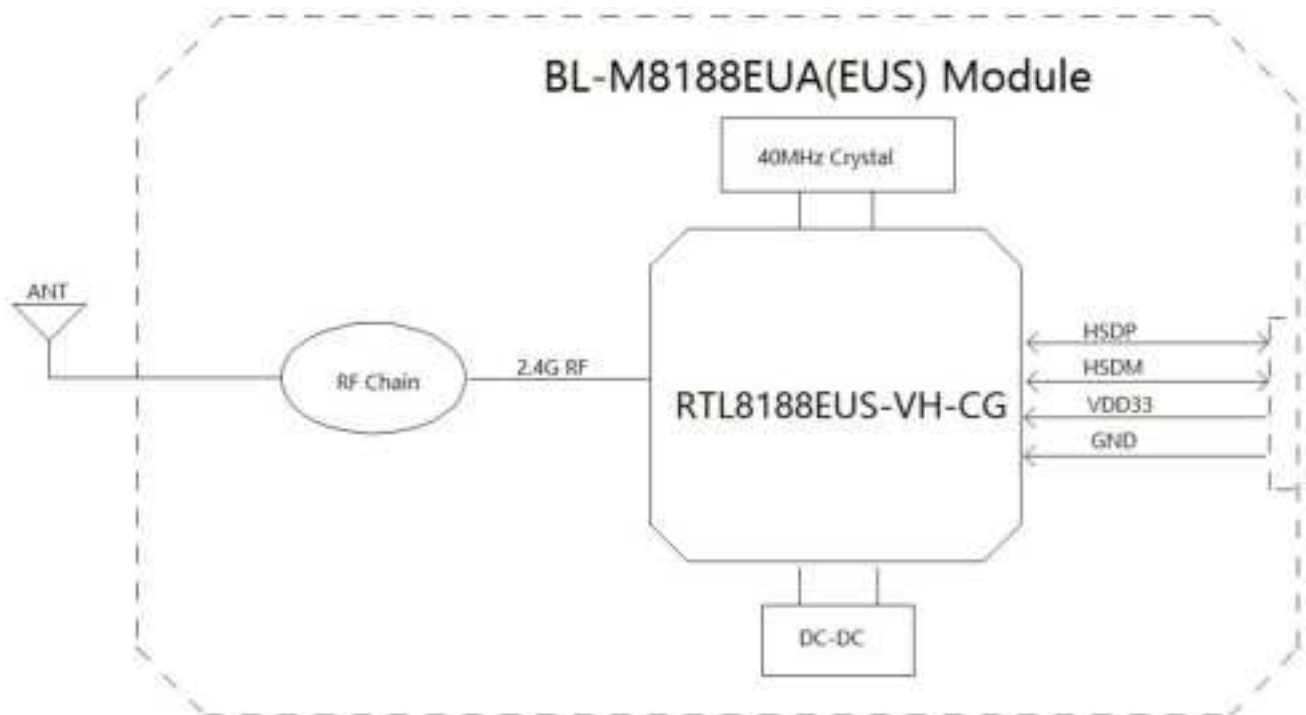 BL-M8188EUA(EUS) Module
40MHz Crystal
ANT
RF Chain
2.4G RF
RTL8188EUS-VH-CG
HSDP
HSDM
VDD33
GND
DC-DC